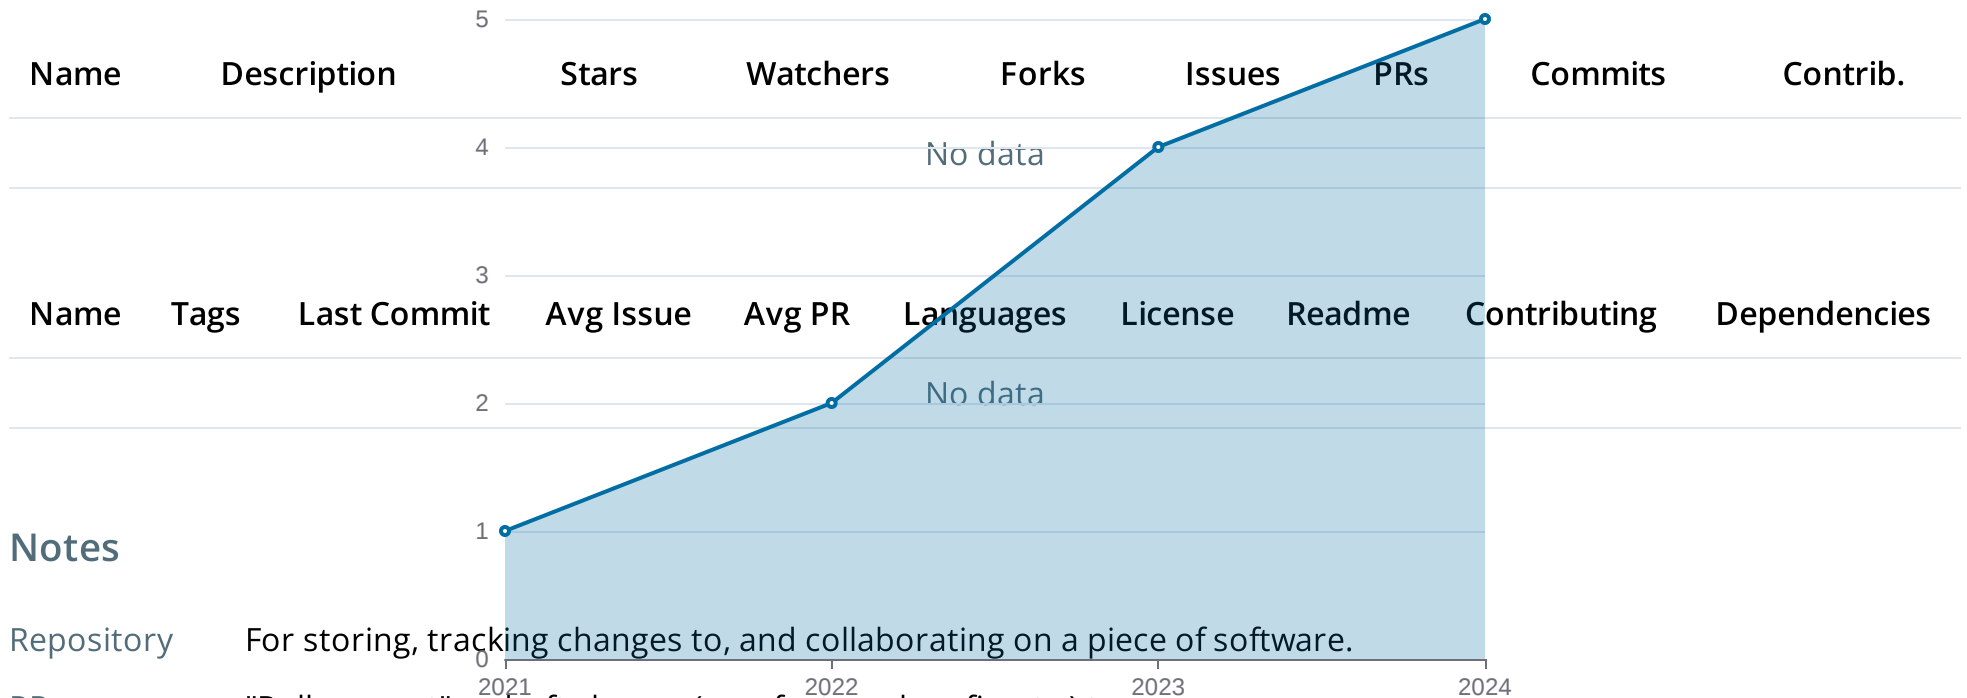 5
Name Description Stars Watchers Forks Issues PRs Commits Contrib.
4
No data
3
Name Tags Last Commit Avg Issue Avg PR Languages License Readme Contributing Dependencies
No data
2
1
Notes
Repository For storing, tracking changes to, and collaborating on a piece of software.
0
2021 2022 2023 2024